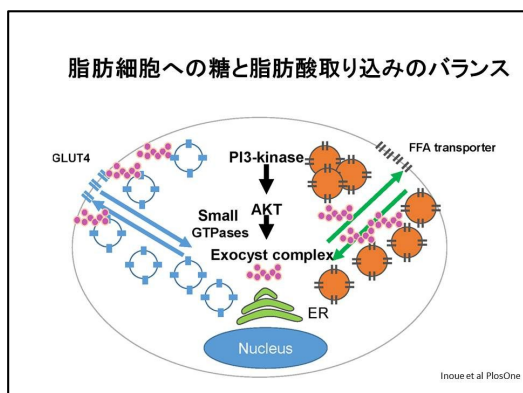 脂肪細胞への糖と脂肪酸取り込みのバランス
GLUT4
PI3-kinase
FFA transporter
AKT
Small
GTPases
Exocyst complex
ER
Nucleus
Inoue et al PlosOne